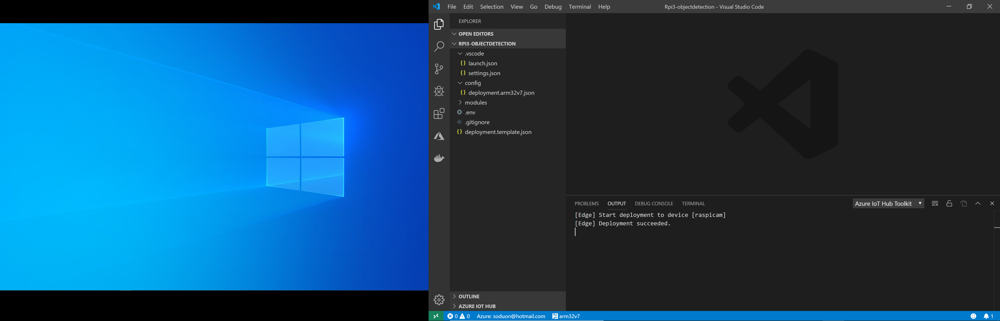 File Edit Selection View Go Debug Terminal Help Rpi3-objectdetection - Visual Studio Code
EXPLORER
OPEN EDITORS
RPI3-OBJECTDETECTION
.vscode
{} launch.json
{} settings.json
config
{} deployment.arm32v7.json
modules
.env
.gitignore
{} deployment.template.json
OUTLINE
AZURE IOT HUB
PROBLEMS OUTPUT DEBUG CONSOLE TERMINAL Azure IoT Hub Toolkit
[Edge] Start deployment to device [raspicam]
[Edge] Deployment succeeded.
0 0 Azure: soduon@hotmail.com arm32v7 1